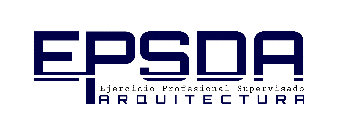 EPSDA
Ejercicio Profesional Supervisado
ARQUITECTURA